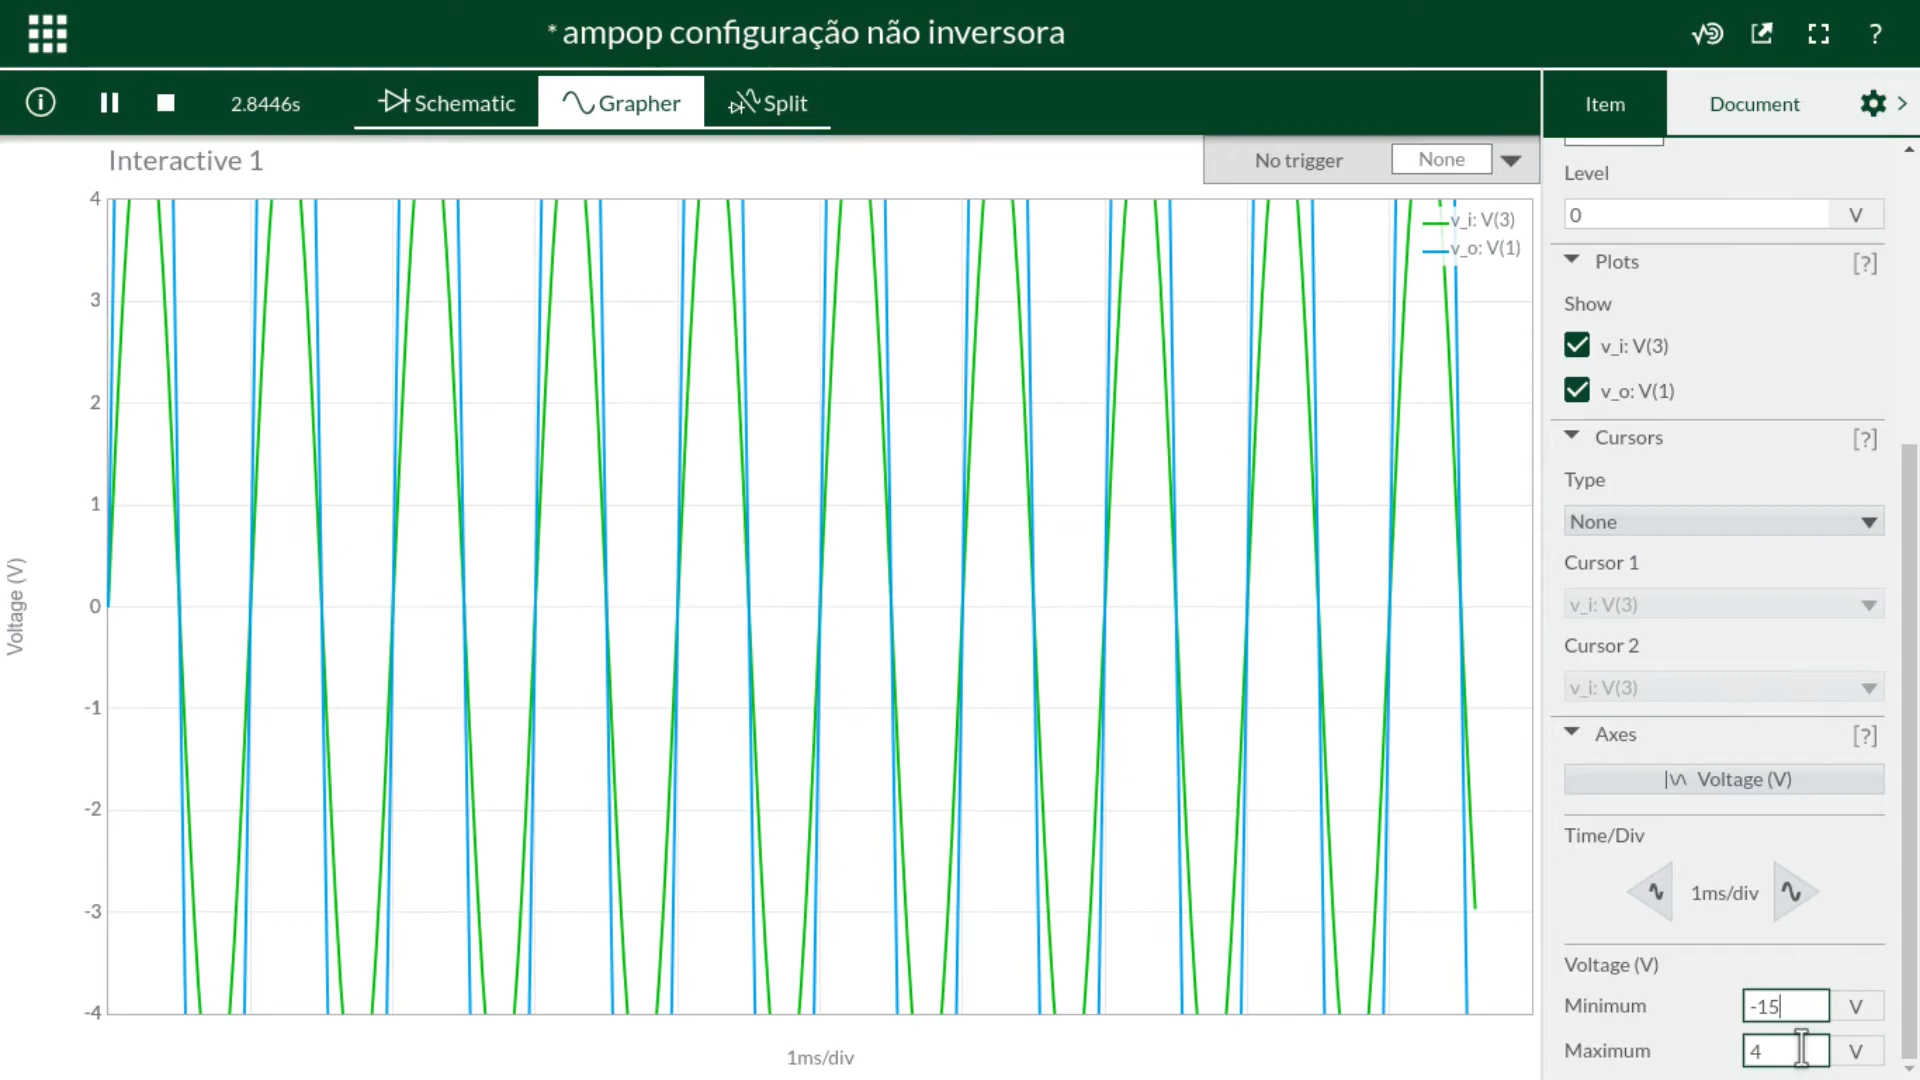 * ampop configuração não inversora
?
2.8446s
Schematic
Grapher
Split
Item
Document
Interactive 1
No trigger
None
4
3
2
1
0
-1
-2
-3
-4
Voltage (V)
v_i: V(3)
v_o: V(1)
1ms/div
Level
0 V
Plots [?]
Show
v_i: V(3)
v_o: V(1)
Cursors [?]
Type
None
Cursor 1
v_i: V(3)
Cursor 2
v_i: V(3)
Axes [?]
Voltage (V)
Time/Div
1ms/div
Voltage (V)
Minimum -15 V
Maximum 4 V